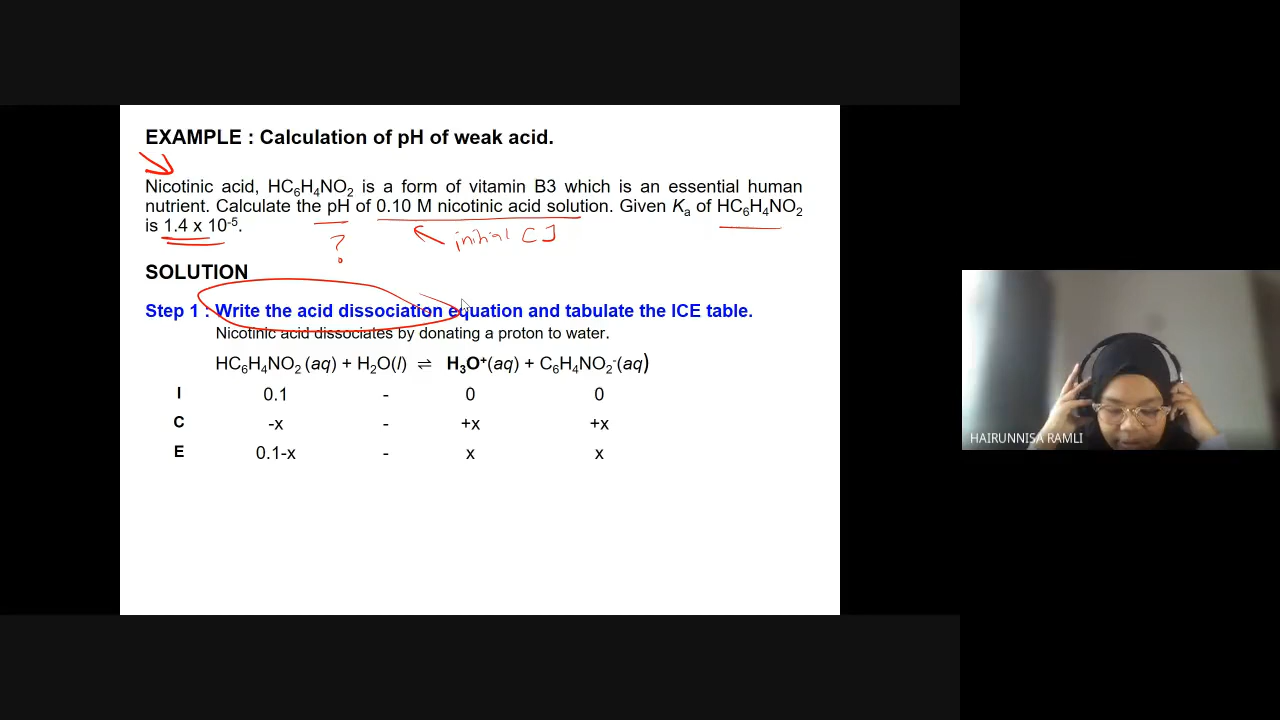 EXAMPLE : Calculation of pH of weak acid.
Nicotinic acid, HC₆H₄NO₂ is a form of vitamin B3 which is an essential human
nutrient. Calculate the pH of 0.10 M nicotinic acid solution. Given Kₐ of HC₆H₄NO₂
is 1.4 x 10⁻⁵.
?
initial [ ]
SOLUTION
Step 1 : Write the acid dissociation equation and tabulate the ICE table.
Nicotinic acid dissociates by donating a proton to water.
HC₆H₄NO₂ (aq) + H₂O(l) ⇌ H₃O⁺(aq) + C₆H₄NO₂⁻(aq)
I 0.1 - 0 0
C -x - +x +x
E 0.1-x - x x
HAIRUNNISA RAMLI